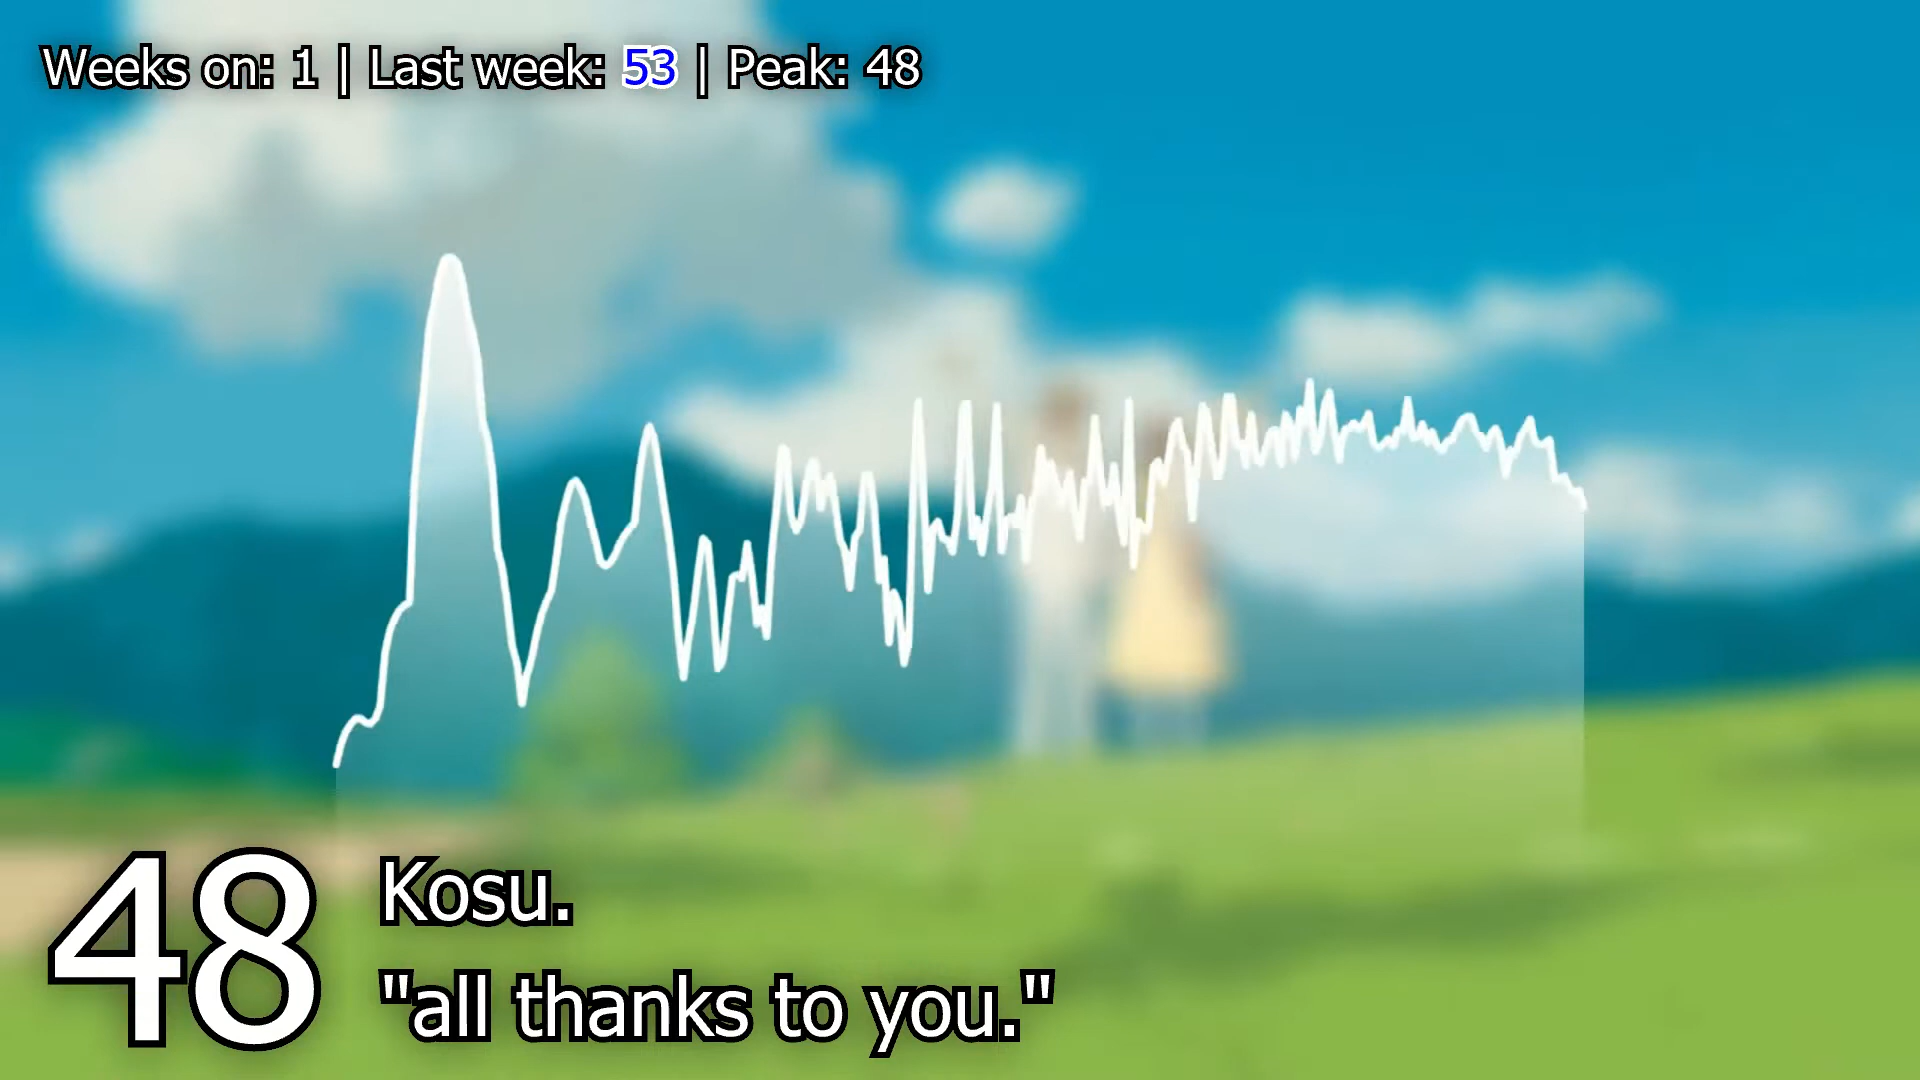 Weeks on: 1 | Last week: 53 | Peak: 48
48
Kosu.
"all thanks to you."